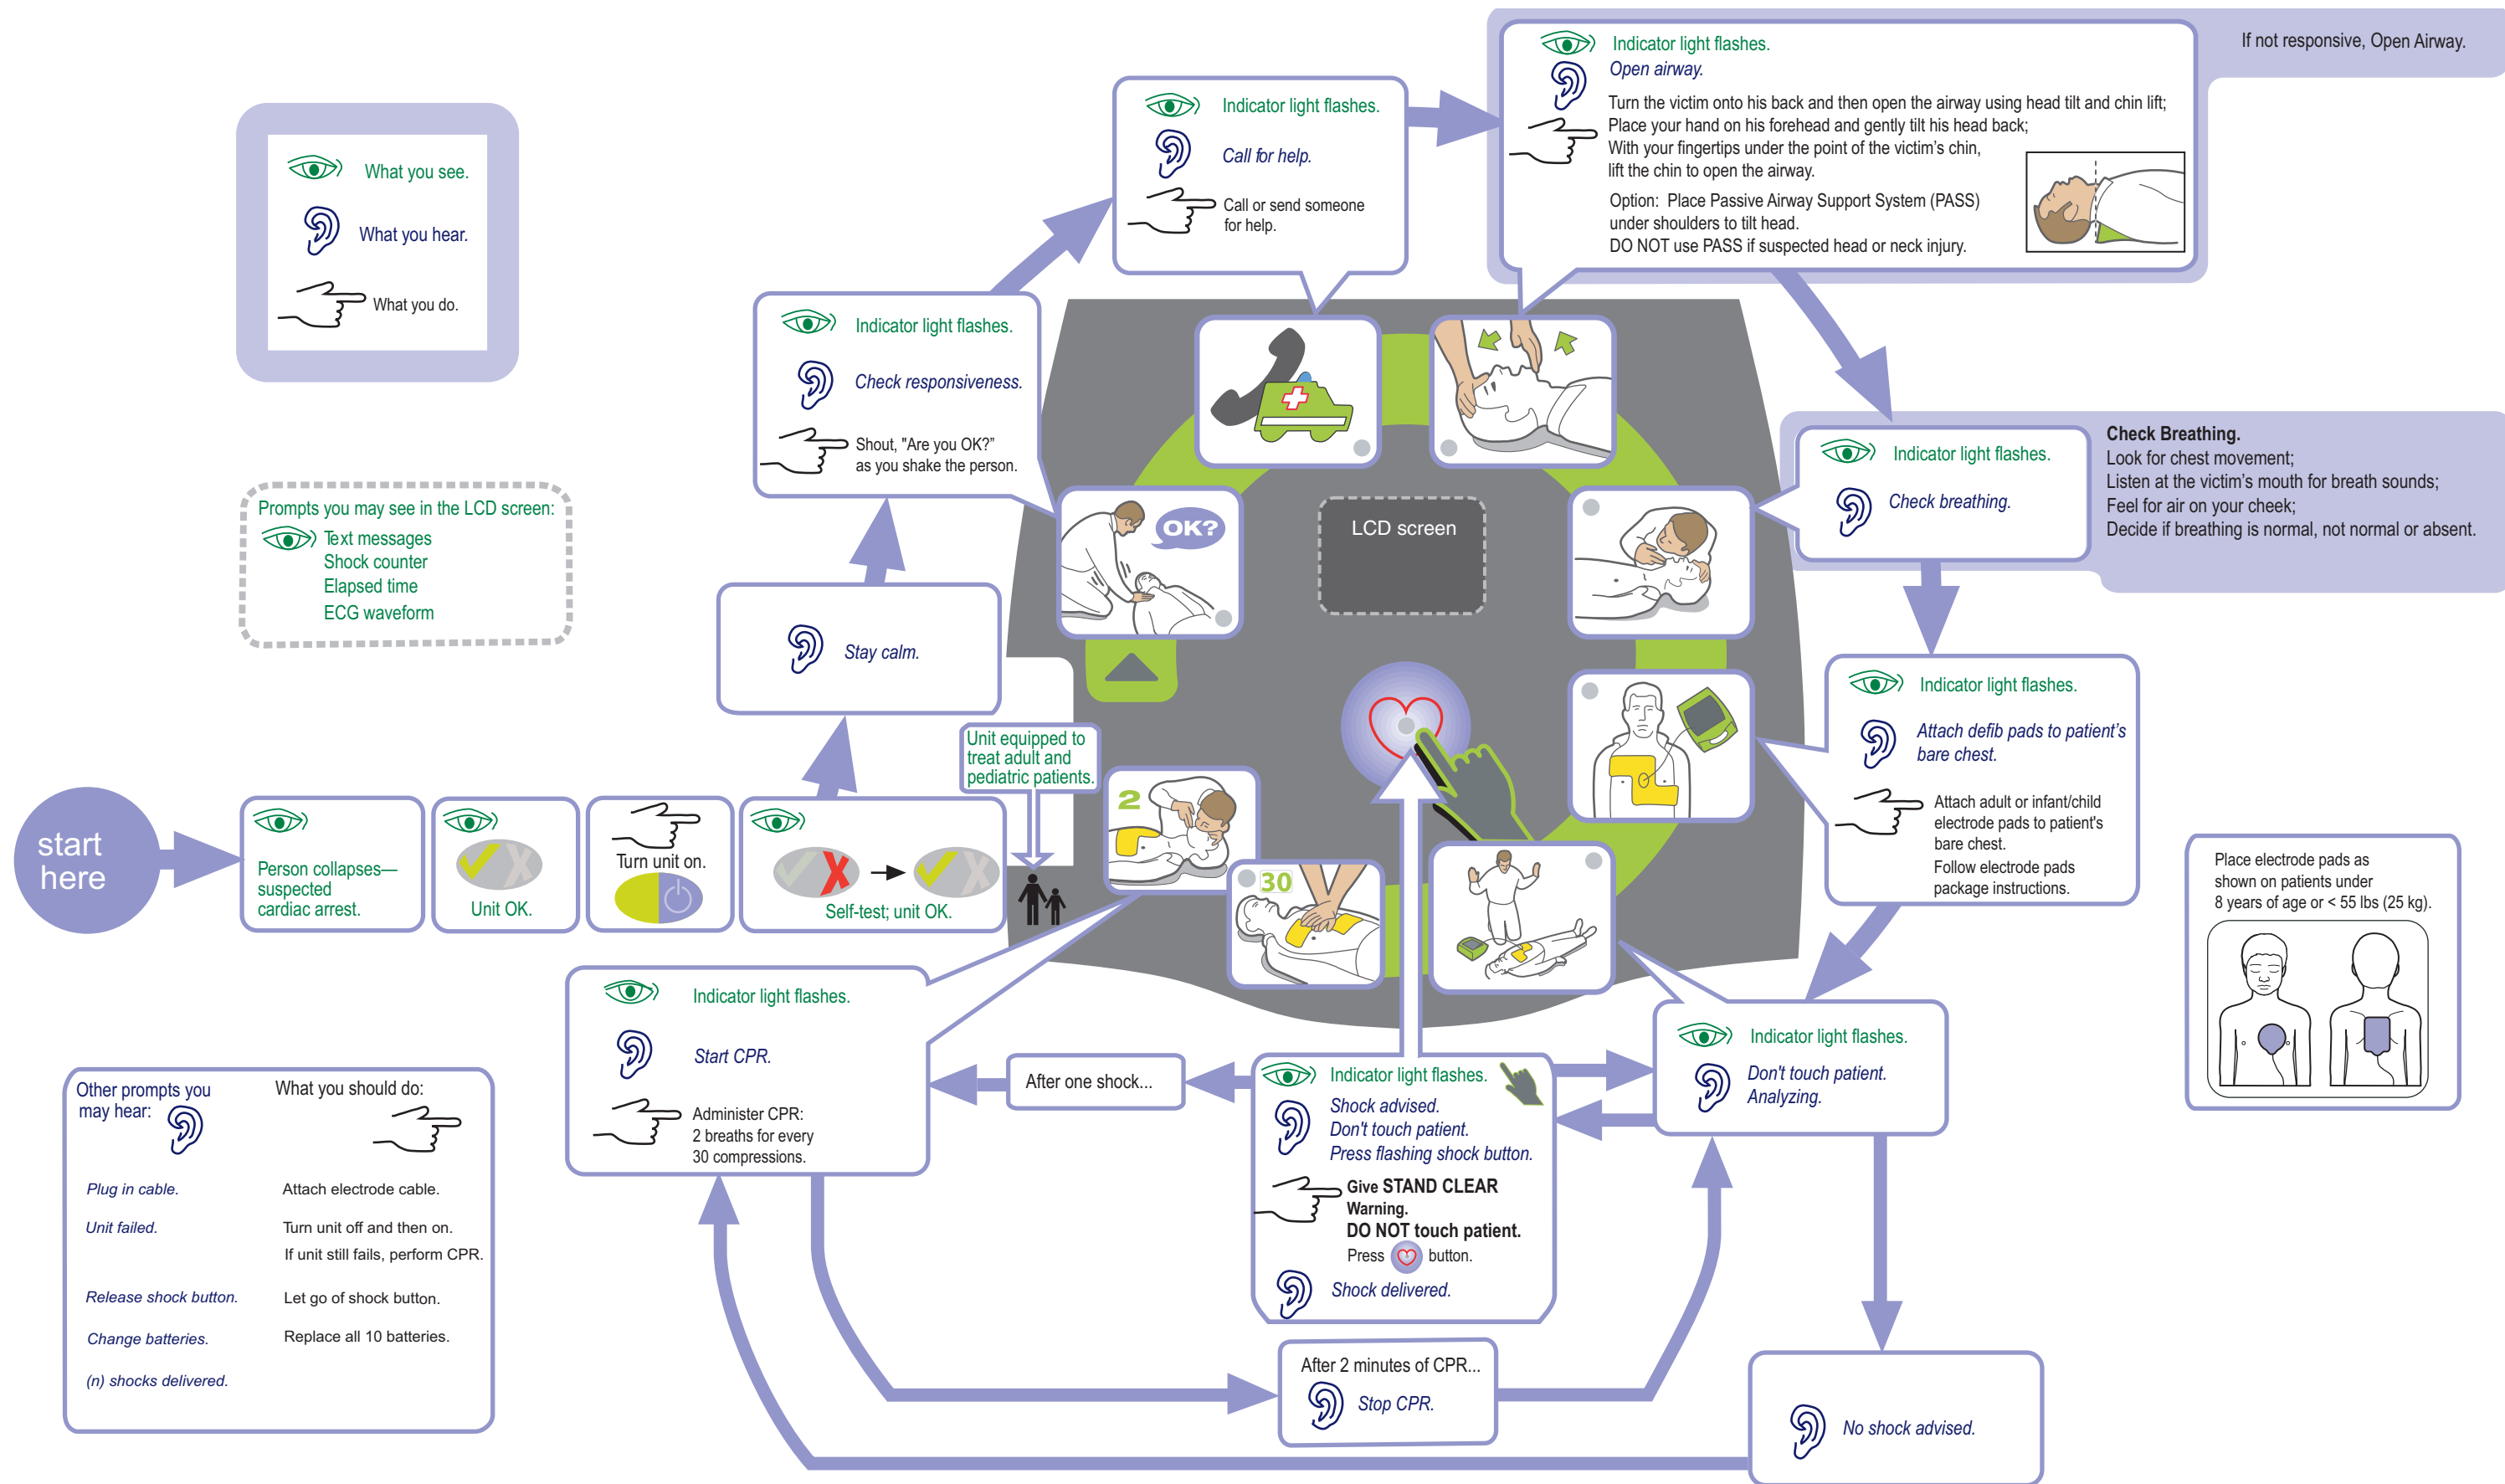 What you see.
What you hear.
What you do.
Prompts you may see in the LCD screen:
Text messages
Shock counter
Elapsed time
ECG waveform
start
here
Person collapses—
suspected
cardiac arrest.
Unit OK.
Turn unit on.
Self-test; unit OK.
Unit equipped to
treat adult and
pediatric patients.
Stay calm.
Indicator light flashes.
Check responsiveness.
Shout, "Are you OK?”
as you shake the person.
Indicator light flashes.
Call for help.
Call or send someone
for help.
Indicator light flashes.
Open airway.
Turn the victim onto his back and then open the airway using head tilt and chin lift;
Place your hand on his forehead and gently tilt his head back;
With your fingertips under the point of the victim’s chin,
lift the chin to open the airway.
Option: Place Passive Airway Support System (PASS)
under shoulders to tilt head.
DO NOT use PASS if suspected head or neck injury.
If not responsive, Open Airway.
OK?
LCD screen
2
30
Indicator light flashes.
Check breathing.
Check Breathing.
Look for chest movement;
Listen at the victim’s mouth for breath sounds;
Feel for air on your cheek;
Decide if breathing is normal, not normal or absent.
Indicator light flashes.
Attach defib pads to patient’s
bare chest.
Attach adult or infant/child
electrode pads to patient's
bare chest.
Follow electrode pads
package instructions.
Place electrode pads as
shown on patients under
8 years of age or < 55 lbs (25 kg).
Indicator light flashes.
Don't touch patient.
Analyzing.
Indicator light flashes.
Shock advised.
Don't touch patient.
Press flashing shock button.
Give STAND CLEAR
Warning.
DO NOT touch patient.
Press button.
Shock delivered.
After one shock...
Indicator light flashes.
Start CPR.
Administer CPR:
2 breaths for every
30 compressions.
After 2 minutes of CPR...
Stop CPR.
No shock advised.
Other prompts you
may hear:
What you should do:
Plug in cable.
Attach electrode cable.
Unit failed.
Turn unit off and then on.
If unit still fails, perform CPR.
Release shock button.
Let go of shock button.
Change batteries.
Replace all 10 batteries.
(n) shocks delivered.